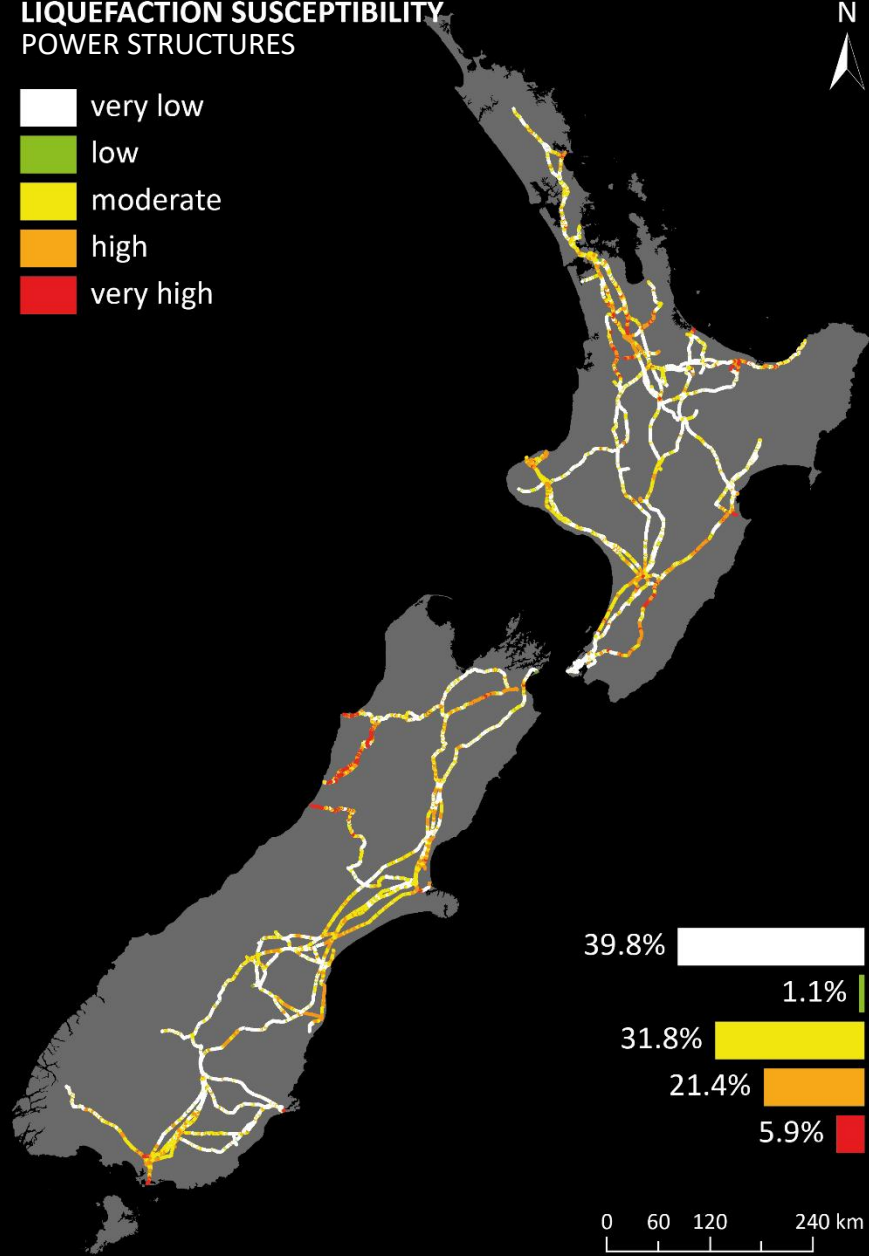 LIQUEFACTION SUSCEPTIBILITY
POWER STRUCTURES
N
very low
low
moderate
high
very high
39.8%
1.1%
31.8%
21.4%
5.9%
0 60 120 240 km